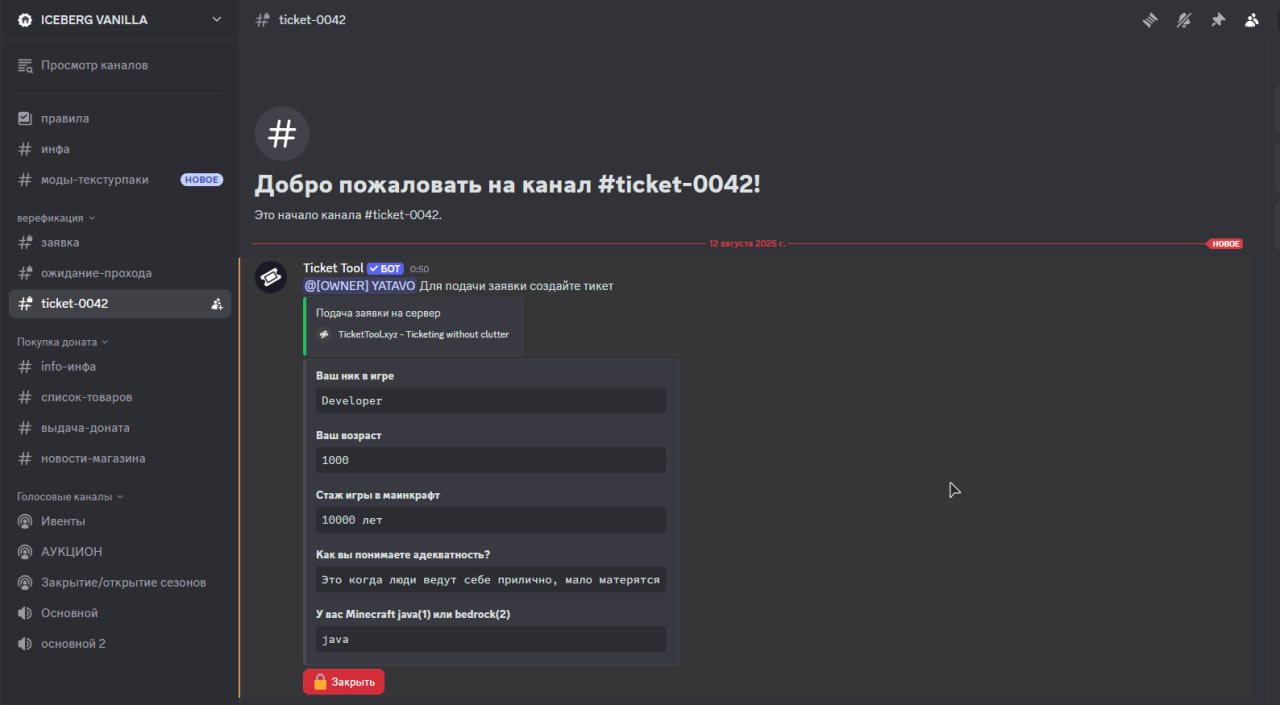 ICEBERG VANILLA
Просмотр каналов
правила
инфа
моды-текстурпаки НОВОЕ
верификация
заявка
ожидание-прохода
ticket-0042
Покупка доната
info-инфа
список-товаров
выдача-доната
новости-магазина
Голосовые каналы
Ивенты
АУКЦИОН
Закрытие/открытие сезонов
Основной
основной 2
ticket-0042
Добро пожаловать на канал #ticket-0042!
Это начало канала #ticket-0042.
12 августа 2025 г. НОВОЕ
Ticket Tool БОТ 0:50
@[OWNER] YATAVO Для подачи заявки создайте тикет
Подача заявки на сервер
TicketTool.xyz - Ticketing without clutter
Ваш ник в игре
Developer
Ваш возраст
1000
Стаж игры в маинкрафт
10000 лет
Как вы понимаете адекватность?
Это когда люди ведут себе прилично, мало матерятся
У вас Minecraft java(1) или bedrock(2)
java
Закрыть